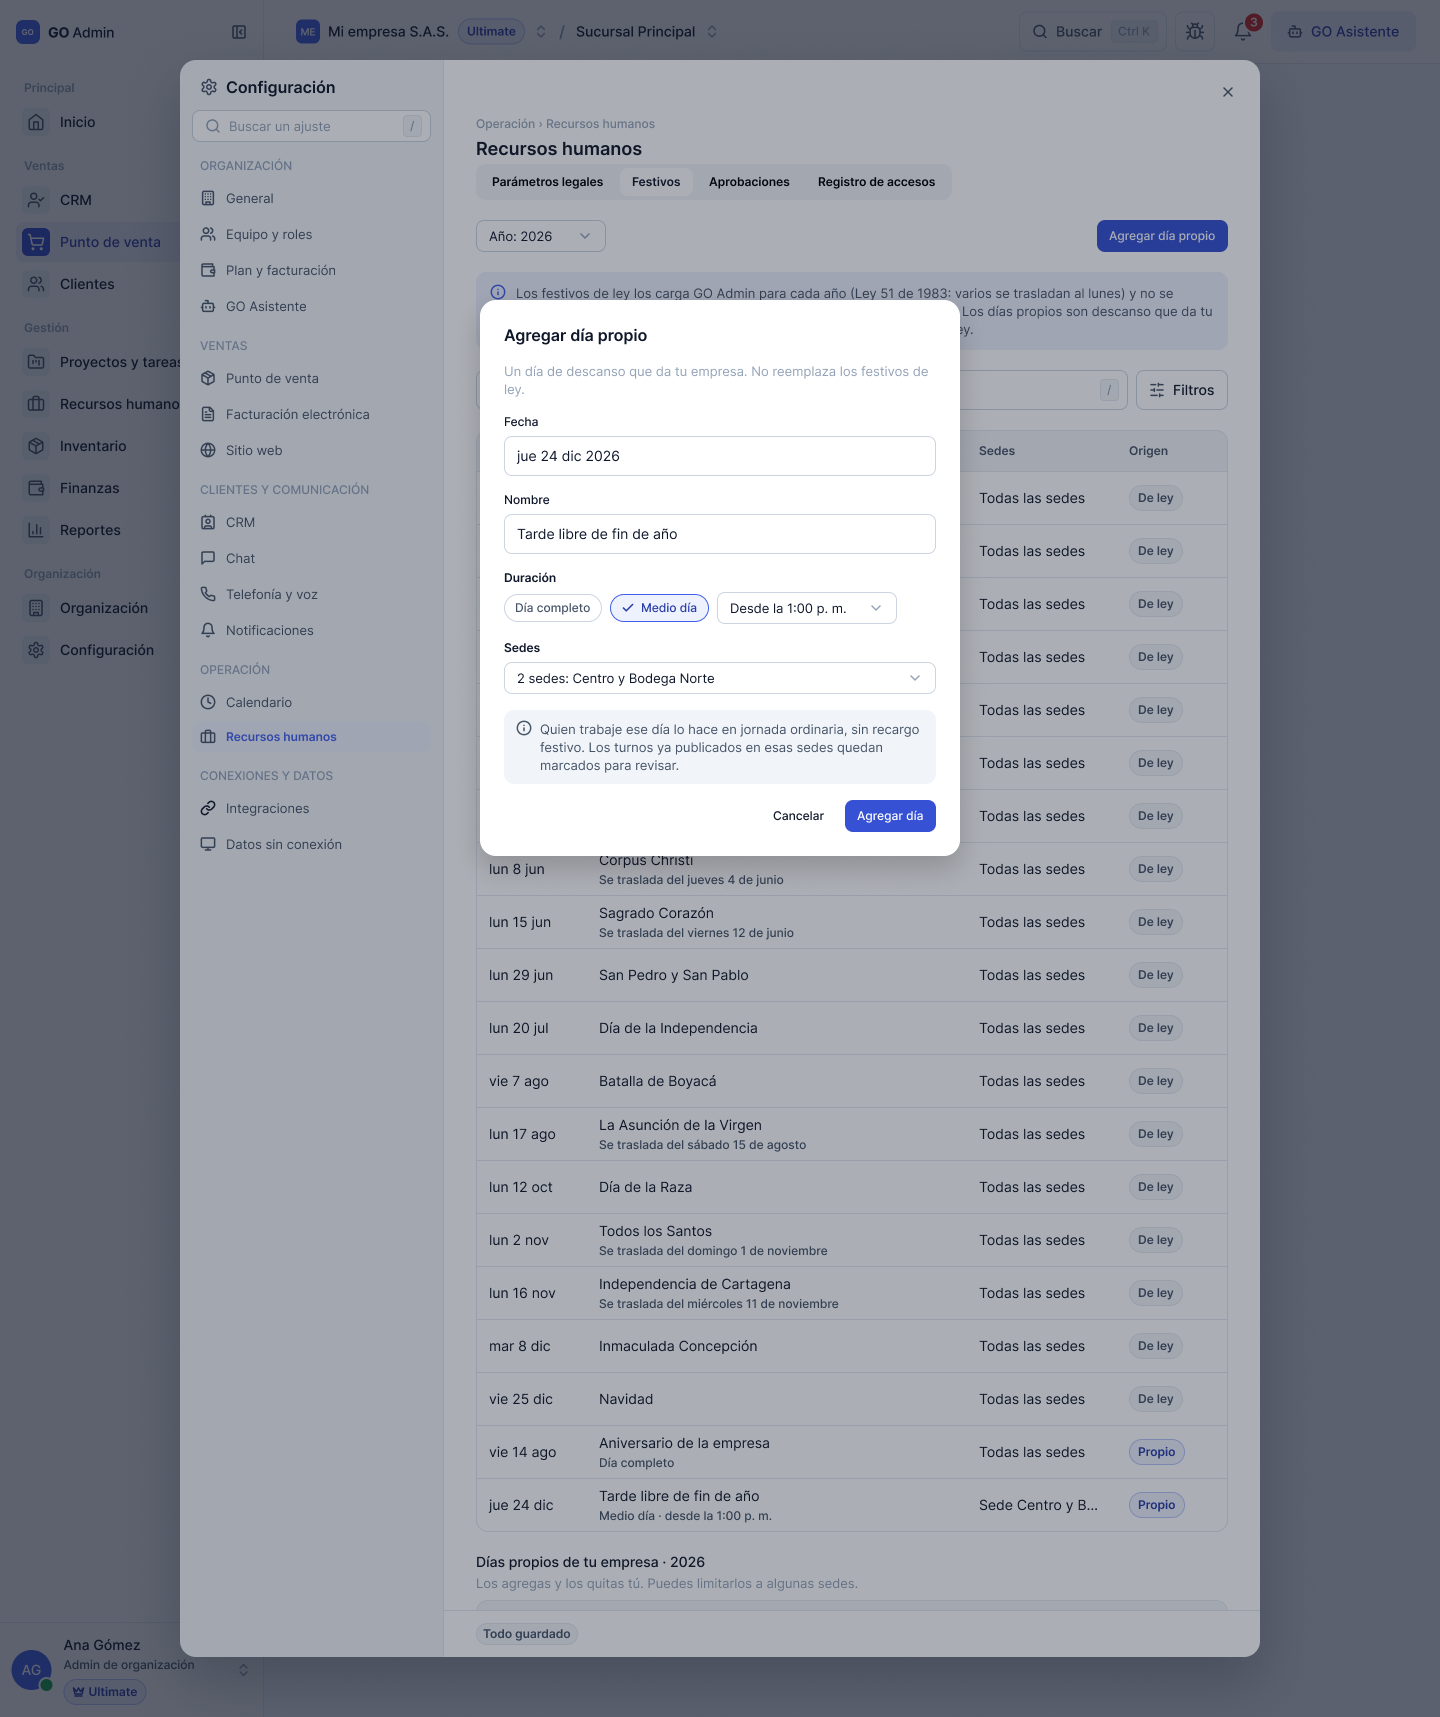 GO Admin
ME Mi empresa S.A.S. Ultimate / Sucursal Principal
Buscar Ctrl K
3
GO Asistente
Principal
Inicio
Ventas
CRM
Punto de venta
Clientes
Gestión
Proyectos y tareas
Recursos humano
Inventario
Finanzas
Reportes
Organización
Organización
Configuración
Ana Gómez
AG
Admin de organización
Ultimate
Configuración
Buscar un ajuste /
ORGANIZACIÓN
General
Equipo y roles
Plan y facturación
GO Asistente
VENTAS
Punto de venta
Facturación electrónica
Sitio web
CLIENTES Y COMUNICACIÓN
CRM
Chat
Telefonía y voz
Notificaciones
OPERACIÓN
Calendario
Recursos humanos
CONEXIONES Y DATOS
Integraciones
Datos sin conexión
Operación › Recursos humanos
Recursos humanos
Parámetros legales Festivos Aprobaciones Registro de accesos
Año: 2026
Agregar día propio
Los festivos de ley los carga GO Admin para cada año (Ley 51 de 1983: varios se trasladan al lunes) y no se
Los días propios son descanso que da tu
ey.
/ Filtros
Sedes Origen
Todas las sedes De ley
Todas las sedes De ley
Todas las sedes De ley
Todas las sedes De ley
Todas las sedes De ley
Todas las sedes De ley
Todas las sedes De ley
Agregar día propio
Un día de descanso que da tu empresa. No reemplaza los festivos de
ley.
Fecha
jue 24 dic 2026
Nombre
Tarde libre de fin de año
Duración
Día completo Medio día Desde la 1:00 p. m.
Sedes
2 sedes: Centro y Bodega Norte
Quien trabaje ese día lo hace en jornada ordinaria, sin recargo
festivo. Los turnos ya publicados en esas sedes quedan
marcados para revisar.
Cancelar Agregar día
lun 8 jun Corpus Christi Todas las sedes De ley
Se traslada del jueves 4 de junio
lun 15 jun Sagrado Corazón Todas las sedes De ley
Se traslada del viernes 12 de junio
lun 29 jun San Pedro y San Pablo Todas las sedes De ley
lun 20 jul Día de la Independencia Todas las sedes De ley
vie 7 ago Batalla de Boyacá Todas las sedes De ley
lun 17 ago La Asunción de la Virgen Todas las sedes De ley
Se traslada del sábado 15 de agosto
lun 12 oct Día de la Raza Todas las sedes De ley
lun 2 nov Todos los Santos Todas las sedes De ley
Se traslada del domingo 1 de noviembre
lun 16 nov Independencia de Cartagena Todas las sedes De ley
Se traslada del miércoles 11 de noviembre
mar 8 dic Inmaculada Concepción Todas las sedes De ley
vie 25 dic Navidad Todas las sedes De ley
vie 14 ago Aniversario de la empresa Todas las sedes Propio
Día completo
jue 24 dic Tarde libre de fin de año Sede Centro y B... Propio
Medio día · desde la 1:00 p. m.
Días propios de tu empresa · 2026
Los agregas y los quitas tú. Puedes limitarlos a algunas sedes.
Todo guardado